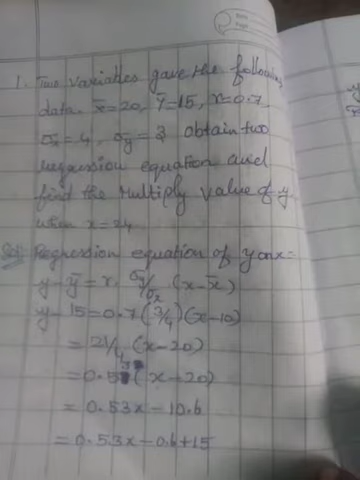 1. Two variables gave the following
data. x̄=20, ȳ=15, r=0.7,
σx=4, σy=3 obtain two
regression equation and
find the multiply value of y
when x=24
Sol: Regression equation of y on x:-
y-ȳ = r. σy/σx (x-x̄)
y-15=0.7(3/4)(x-10)
= 21/4(x-20)
= 0.53(x-20)
= 0.53x-10.6
= 0.53x-0.6+15